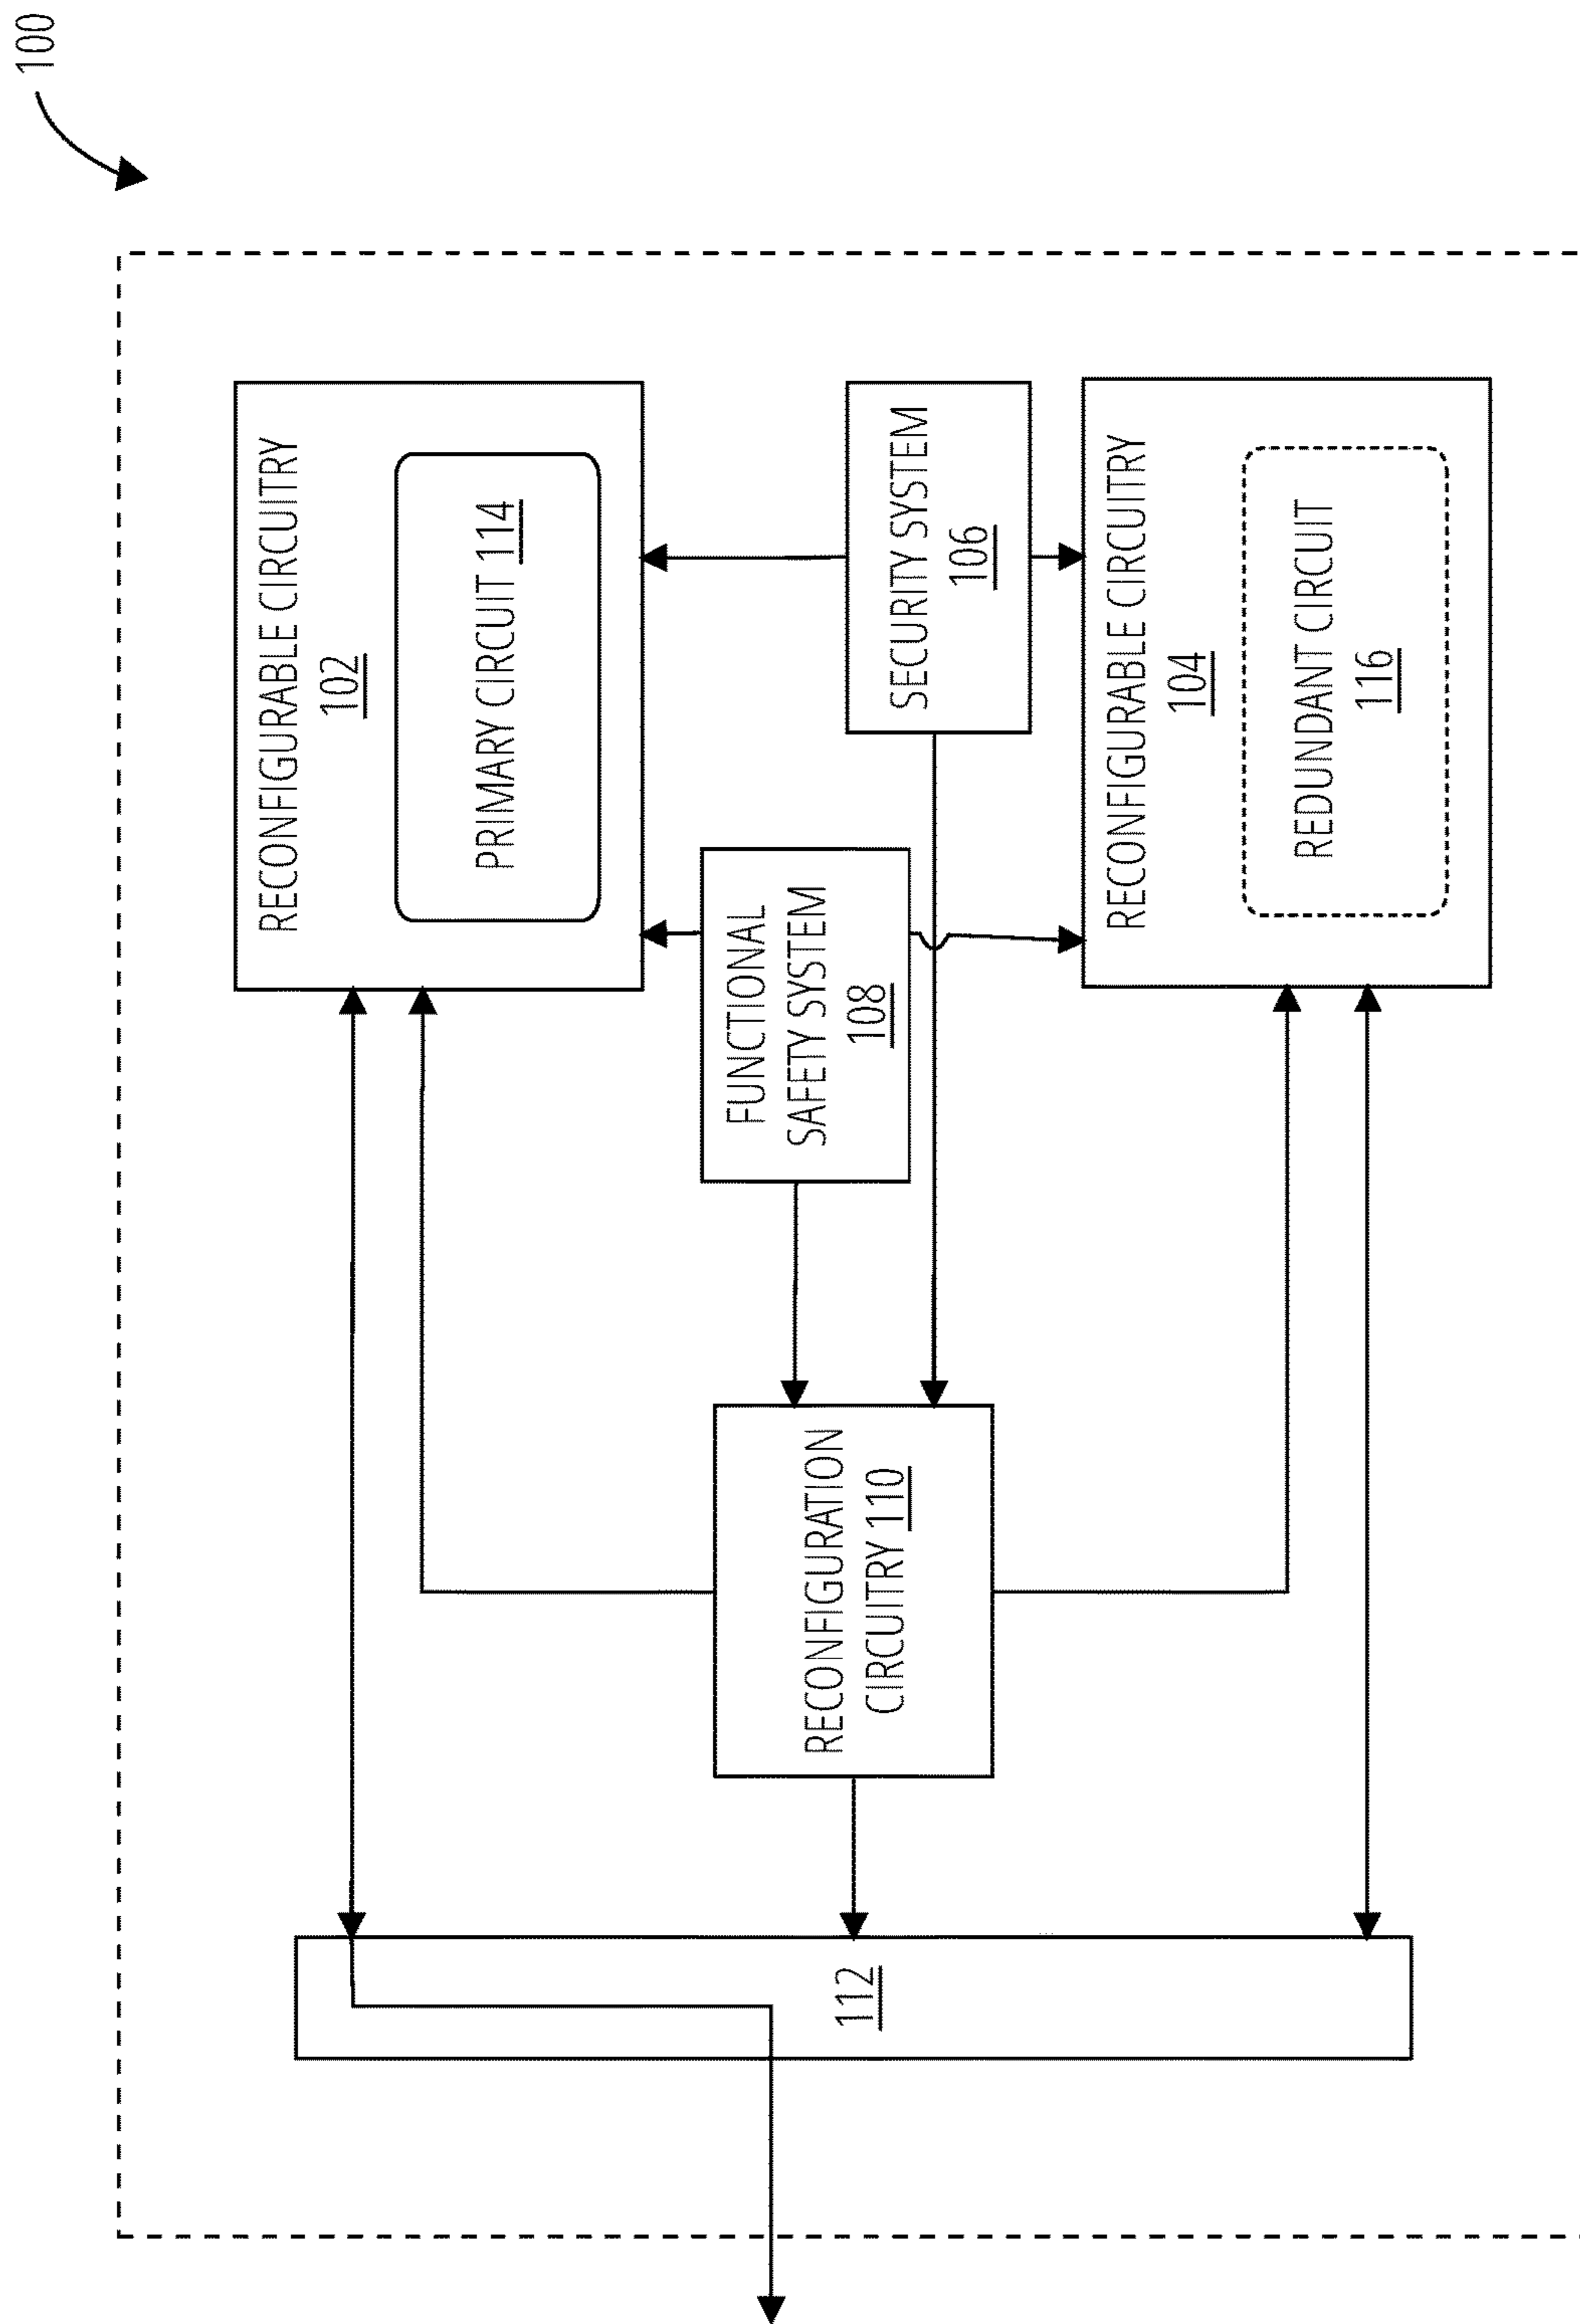 100
RECONFIGURABLE CIRCUITRY
102
PRIMARY CIRCUIT 114
FUNCTIONAL
SAFETY SYSTEM
108
SECURITY SYSTEM
106
RECONFIGURATION
CIRCUITRY 110
112
RECONFIGURABLE CIRCUITRY
104
REDUNDANT CIRCUIT
116